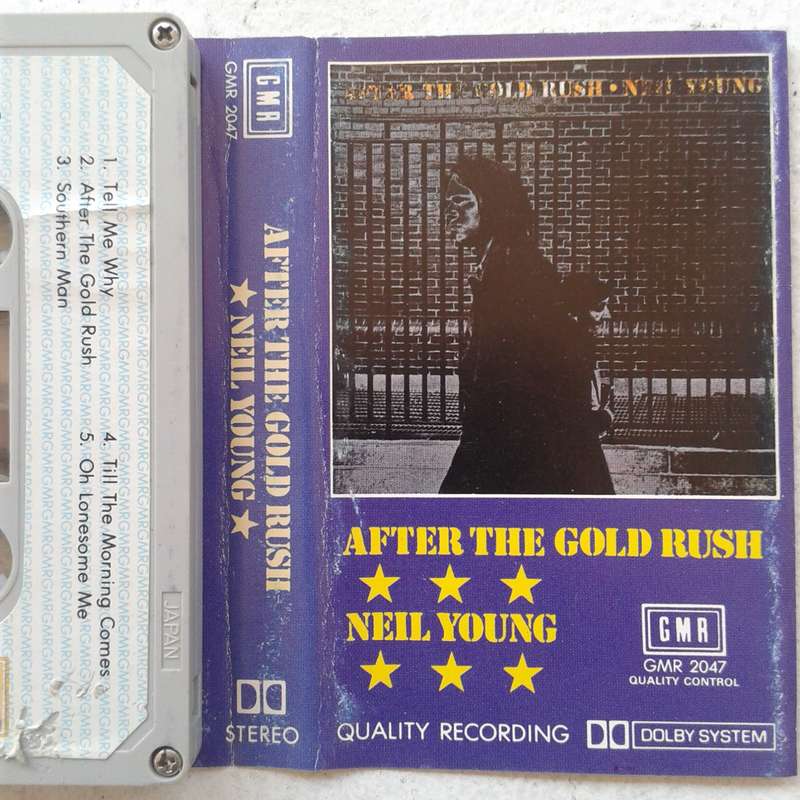 1. Tell Me Why
2. After The Gold Rush
3. Southern Man
4. Till The Morning Comes
5. Oh Lonesome Me
JAPAN
GMR 2047
GMR
AFTER THE GOLD RUSH
★ NEIL YOUNG ★
STEREO
AFTER THE GOLD RUSH • NEIL YOUNG
AFTER THE GOLD RUSH
★ ★ ★
NEIL YOUNG
★ ★ ★
GMR
GMR 2047
QUALITY CONTROL
QUALITY RECORDING
DOLBY SYSTEM